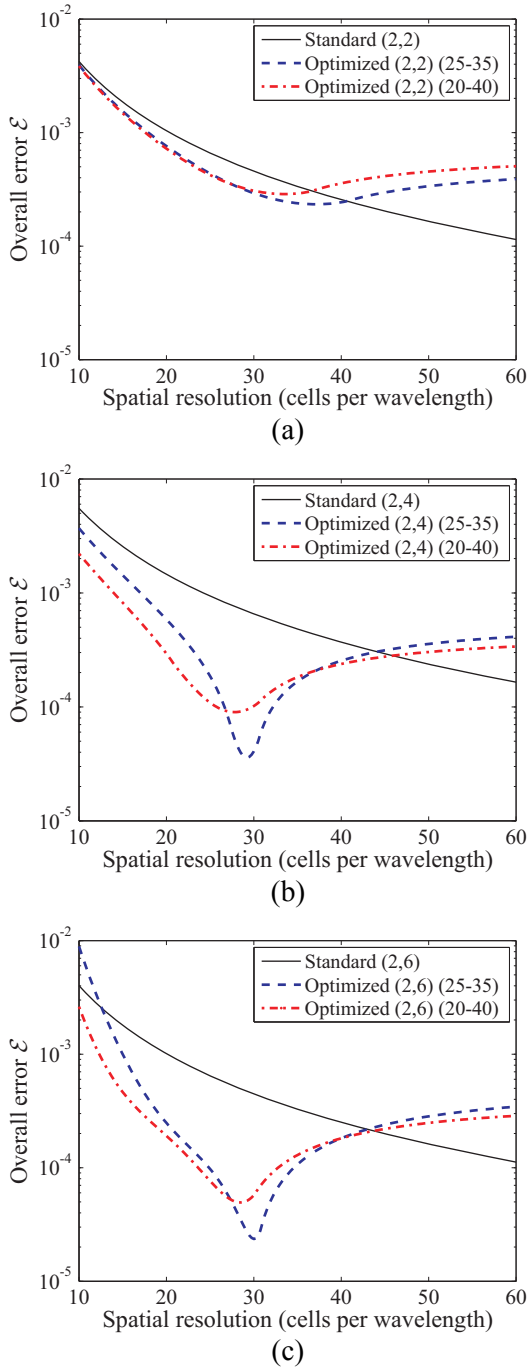 10-2
10-3
10-4
10-5
Overall error ℰ
Standard (2,2)
Optimized (2,2) (25-35)
Optimized (2,2) (20-40)
10 20 30 40 50 60
Spatial resolution (cells per wavelength)
(a)
10-2
10-3
10-4
10-5
Overall error ℰ
Standard (2,4)
Optimized (2,4) (25-35)
Optimized (2,4) (20-40)
10 20 30 40 50 60
Spatial resolution (cells per wavelength)
(b)
10-2
10-3
10-4
10-5
Overall error ℰ
Standard (2,6)
Optimized (2,6) (25-35)
Optimized (2,6) (20-40)
10 20 30 40 50 60
Spatial resolution (cells per wavelength)
(c)